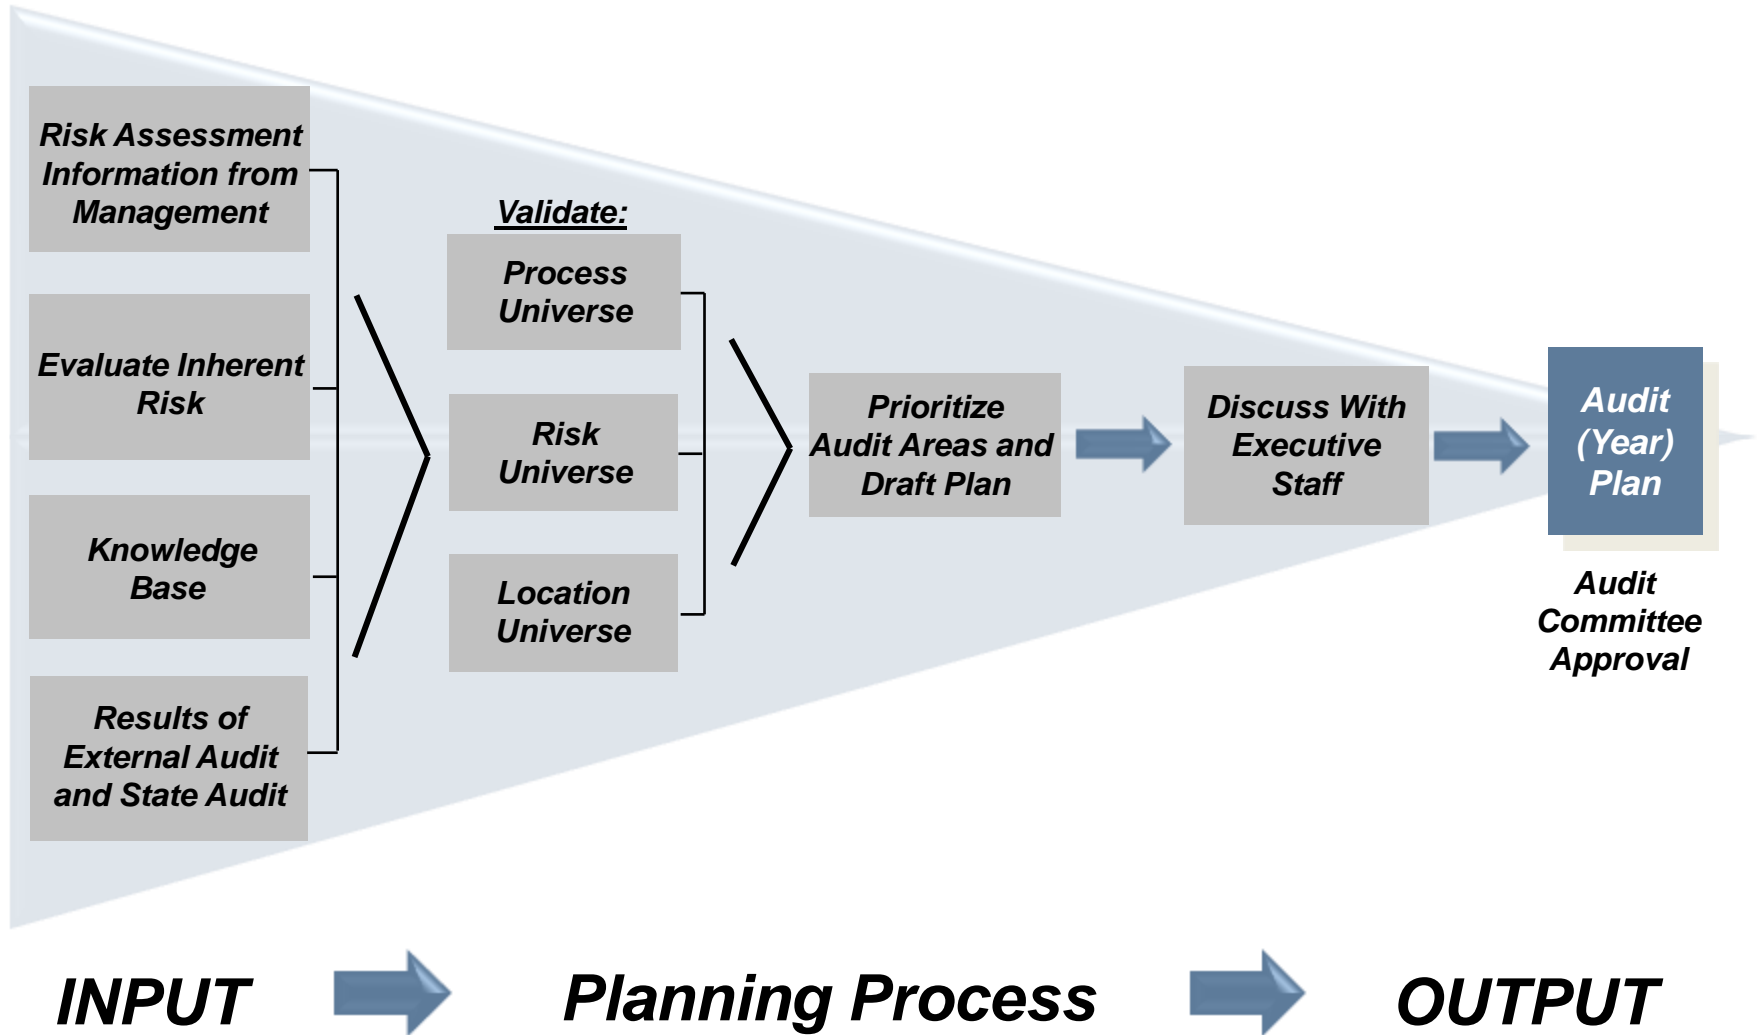 Risk Assessment
Information from
Management
Evaluate Inherent
Risk
Knowledge
Base
Results of
External Audit
and State Audit
Validate:
Process
Universe
Risk
Universe
Location
Universe
Prioritize
Audit Areas and
Draft Plan
Discuss With
Executive
Staff
Audit
(Year)
Plan
Audit
Committee
Approval
INPUT
Planning Process
OUTPUT